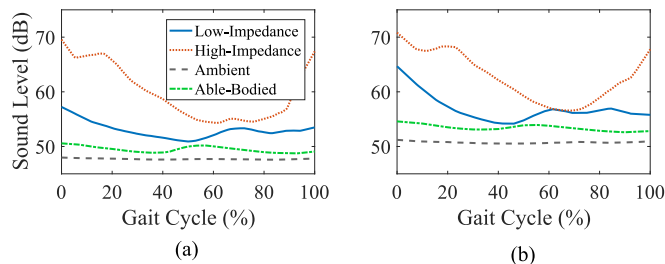 Sound Level (dB)
70
60
50
Low-Impedance
High-Impedance
Ambient
Able-Bodied
0 20 40 60 80 100
Gait Cycle (%)
(a)
70
60
50
0 20 40 60 80 100
Gait Cycle (%)
(b)